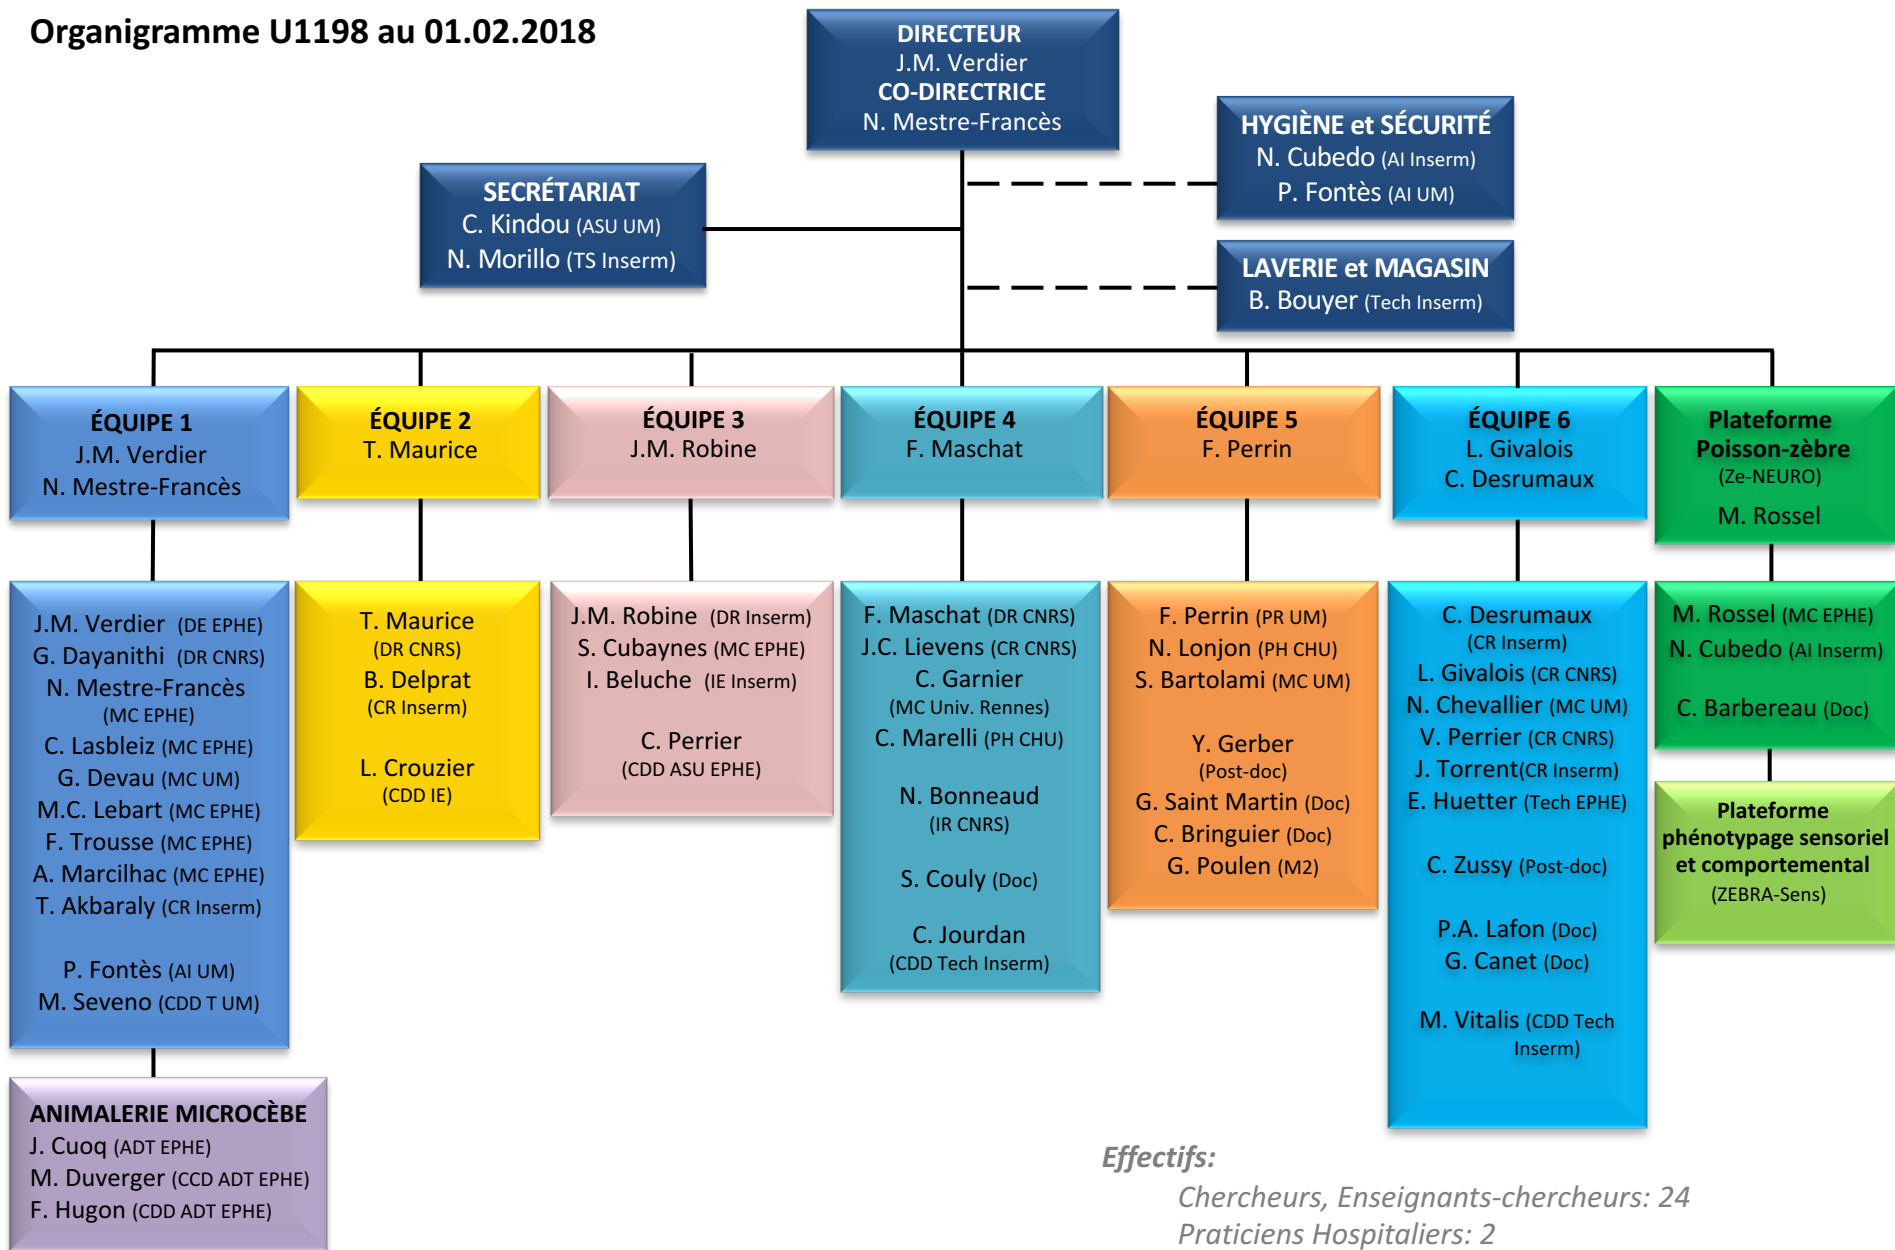 Organigramme U1198 au 01.02.2018
DIRECTEUR
J.M. Verdier
CO-DIRECTRICE
N. Mestre-Francès
HYGIÈNE et SÉCURITÉ
N. Cubedo (AI Inserm)
P. Fontès (AI UM)
SECRÉTARIAT
C. Kindou (ASU UM)
N. Morillo (TS Inserm)
LAVERIE et MAGASIN
B. Bouyer (Tech Inserm)
ÉQUIPE 1
J.M. Verdier
N. Mestre-Francès
ÉQUIPE 2
T. Maurice
ÉQUIPE 3
J.M. Robine
ÉQUIPE 4
F. Maschat
ÉQUIPE 5
F. Perrin
ÉQUIPE 6
L. Givalois
C. Desrumaux
Plateforme
Poisson-zèbre
(Ze-NEURO)
M. Rossel
J.M. Verdier (DE EPHE)
G. Dayanithi (DR CNRS)
N. Mestre-Francès
(MC EPHE)
C. Lasbleiz (MC EPHE)
G. Devau (MC UM)
M.C. Lebart (MC EPHE)
F. Trousse (MC EPHE)
A. Marcilhac (MC EPHE)
T. Akbaraly (CR Inserm)
P. Fontès (AI UM)
M. Seveno (CDD T UM)
T. Maurice
(DR CNRS)
B. Delprat
(CR Inserm)
L. Crouzier
(CDD IE)
J.M. Robine (DR Inserm)
S. Cubaynes (MC EPHE)
I. Beluche (IE Inserm)
C. Perrier
(CDD ASU EPHE)
F. Maschat (DR CNRS)
J.C. Lievens (CR CNRS)
C. Garnier
(MC Univ. Rennes)
C. Marelli (PH CHU)
N. Bonneaud
(IR CNRS)
S. Couly (Doc)
C. Jourdan
(CDD Tech Inserm)
F. Perrin (PR UM)
N. Lonjon (PH CHU)
S. Bartolami (MC UM)
Y. Gerber
(Post-doc)
G. Saint Martin (Doc)
C. Bringuier (Doc)
G. Poulen (M2)
C. Desrumaux
(CR Inserm)
L. Givalois (CR CNRS)
N. Chevallier (MC UM)
V. Perrier (CR CNRS)
J. Torrent(CR Inserm)
E. Huetter (Tech EPHE)
C. Zussy (Post-doc)
P.A. Lafon (Doc)
G. Canet (Doc)
M. Vitalis (CDD Tech
Inserm)
M. Rossel (MC EPHE)
N. Cubedo (AI Inserm)
C. Barbereau (Doc)
Plateforme
phénotypage sensoriel
et comportemental
(ZEBRA-Sens)
ANIMALERIE MICROCÈBE
J. Cuoq (ADT EPHE)
M. Duverger (CCD ADT EPHE)
F. Hugon (CDD ADT EPHE)
Effectifs:
Chercheurs, Enseignants-chercheurs: 24
Praticiens Hospitaliers: 2